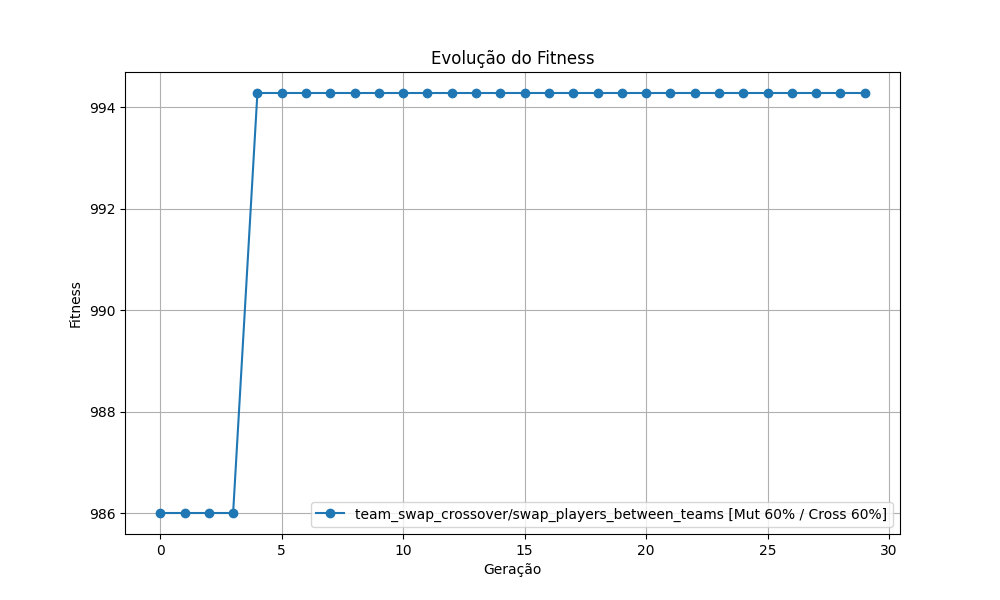 Evolução do Fitness
Fitness
994
992
990
988
986
team_swap_crossover/swap_players_between_teams [Mut 60% / Cross 60%]
0 5 10 15 20 25 30
Geração